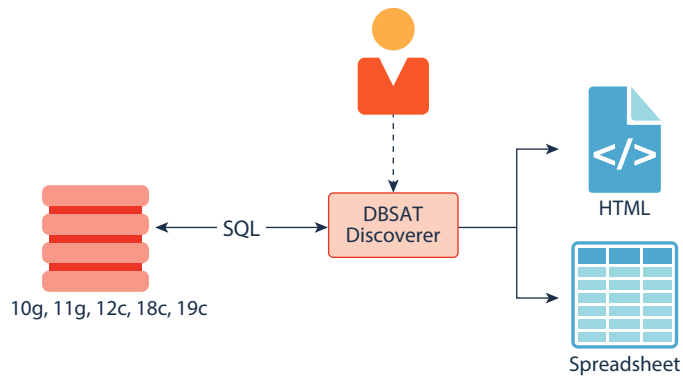 10g, 11g, 12c, 18c, 19c
SQL
DBSAT
Discoverer
</>
HTML
Spreadsheet